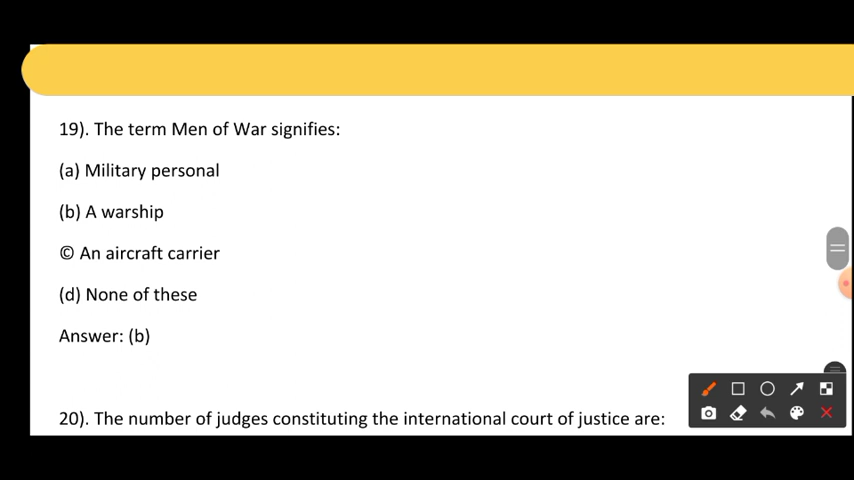 19). The term Men of War signifies:
(a) Military personal
(b) A warship
© An aircraft carrier
(d) None of these
Answer: (b)
20). The number of judges constituting the international court of justice are: